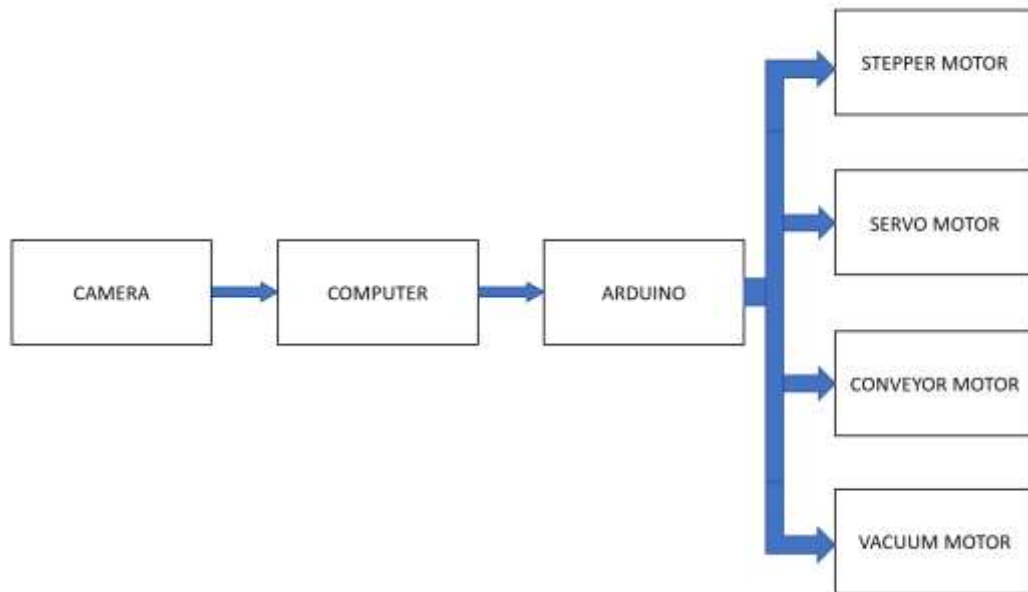 STEPPER MOTOR
SERVO MOTOR
CAMERA
COMPUTER
ARDUINO
CONVEYOR MOTOR
VACUUM MOTOR